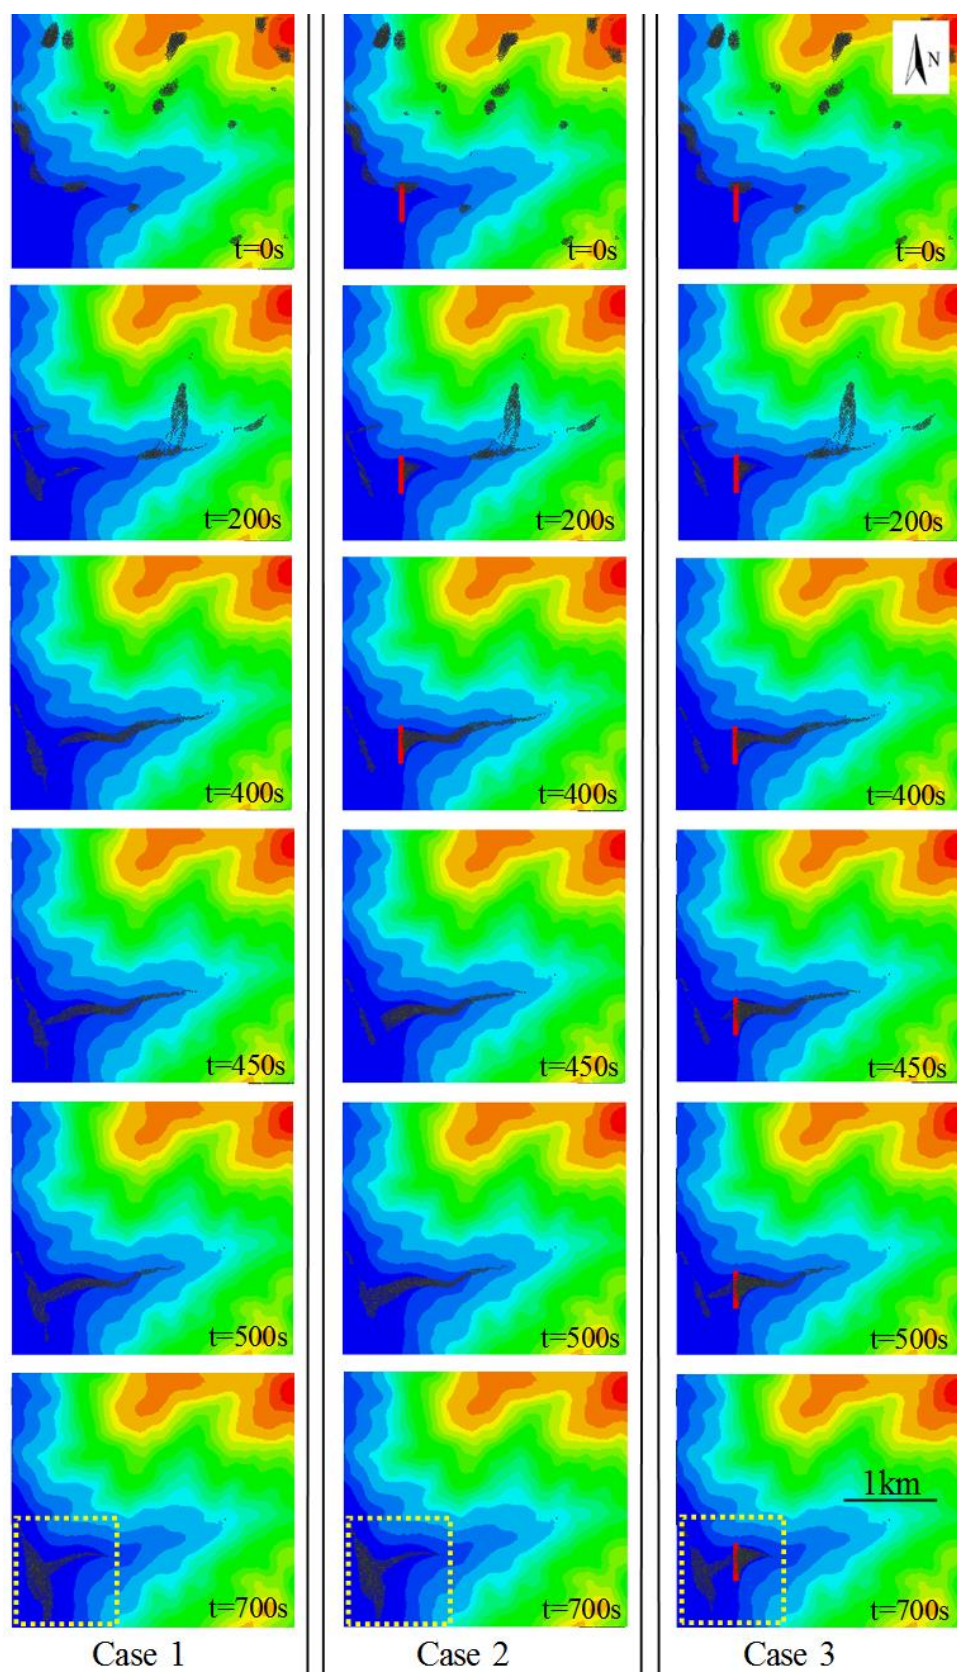 N
t=0s t=0s t=0s
t=200s t=200s t=200s
t=400s t=400s t=400s
t=450s t=450s t=450s
t=500s t=500s t=500s
1km
t=700s t=700s t=700s
Case 1 Case 2 Case 3